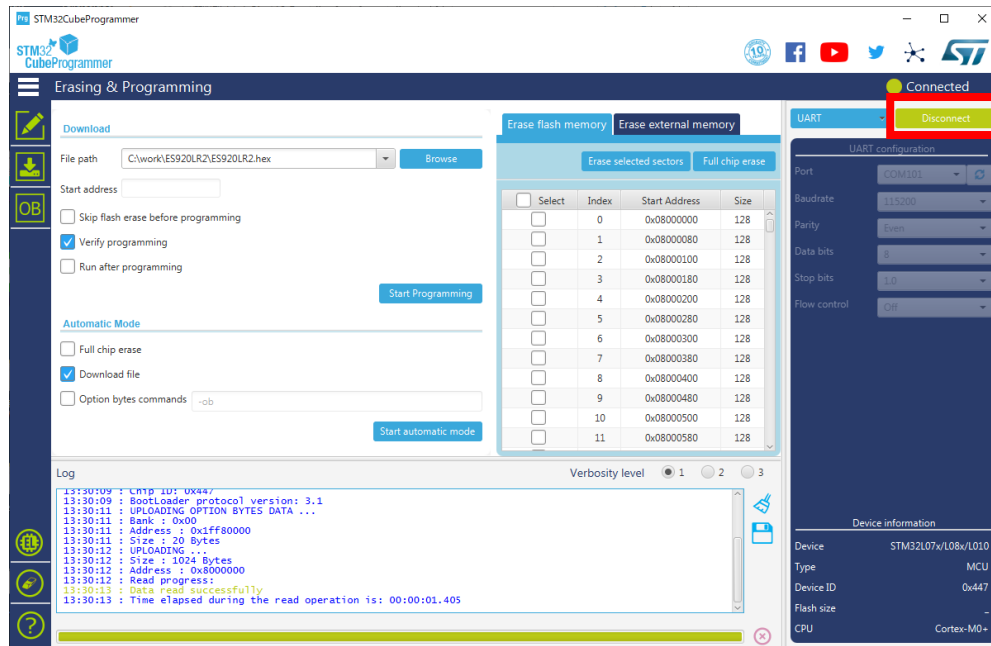 Prg STM32CubeProgrammer
STM32
CubeProgrammer
10
Erasing & Programming
Connected
Download
File path C:\work\ES920LR2\ES920LR2.hex Browse
Start address
Skip flash erase before programming
Verify programming
Run after programming
Start Programming
Automatic Mode
Full chip erase
Download file
Option bytes commands -ob
Start automatic mode
OB
Erase flash memory Erase external memory
Erase selected sectors Full chip erase
Select Index Start Address Size
0 0x08000000 128
1 0x08000080 128
2 0x08000100 128
3 0x08000180 128
4 0x08000200 128
5 0x08000280 128
6 0x08000300 128
7 0x08000380 128
8 0x08000400 128
9 0x08000480 128
10 0x08000500 128
11 0x08000580 128
UART Disconnect
UART configuration
Port COM101
Baudrate 115200
Parity Even
Data bits 8
Stop bits 1.0
Flow control Off
Log Verbosity level 1 2 3
13:30:09 : Chip ID: 0x447
13:30:09 : BootLoader protocol version: 3.1
13:30:11 : UPLOADING OPTION BYTES DATA ...
13:30:11 : Bank : 0x00
13:30:11 : Address : 0x1ff80000
13:30:11 : Size : 20 Bytes
13:30:12 : UPLOADING ...
13:30:12 : Size : 1024 Bytes
13:30:12 : Address : 0x8000000
13:30:12 : Read progress:
13:30:13 : Data read successfully
13:30:13 : Time elapsed during the read operation is: 00:00:01.405
Device information
Device STM32L07x/L08x/L010
Type MCU
Device ID 0x447
Flash size _
CPU Cortex-M0+